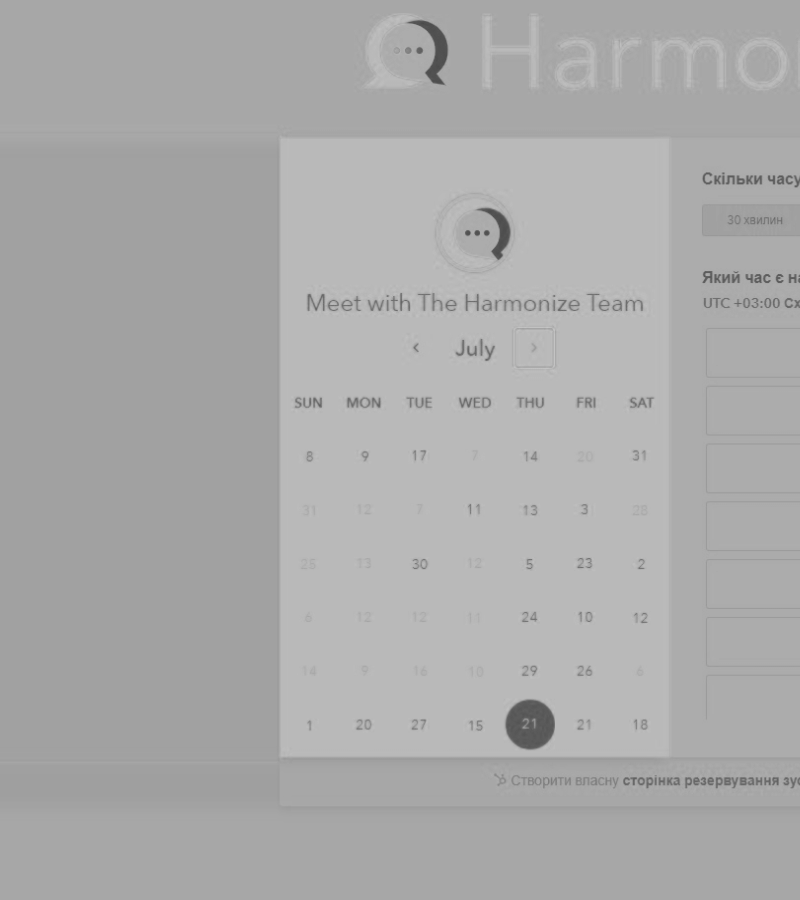 Harmo
Meet with The Harmonize Team
July
SUN MON TUE WED THU FRI SAT
8 9 17 7 14 20 31
31 12 7 11 13 3 28
25 13 30 12 5 23 2
6 12 12 11 24 10 12
14 9 16 10 29 26 6
1 20 27 15 21 21 18
Скільки часу
30 хвилин
Який час є на
UTC +03:00 Сх
Створити власну сторінка резервування зус